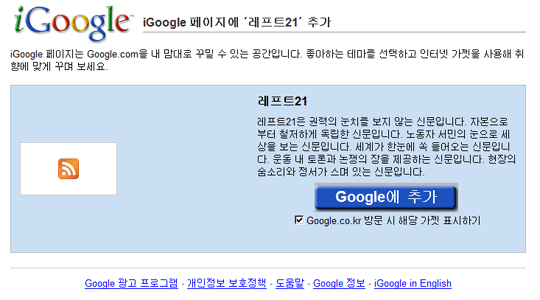 iGoogle™ iGoogle 페이지에 ´레프트21´ 추가
iGoogle 페이지는 Google.com을 내 맘대로 꾸밀 수 있는 공간입니다. 좋아하는 테마를 선택하고 인터넷 가젯을 사용해 취
향에 맞게 꾸며 보세요.
레프트21
레프트21은 권력의 눈치를 보지 않는 신문입니다. 자본으로
부터 철저하게 독립한 신문입니다. 노동자 서민의 눈으로 세
상을 보는 신문입니다. 세계가 한눈에 쏙 들어오는 신문입니
다. 운동 내 토론과 논쟁의 장을 제공하는 신문입니다. 현장의
숨소리와 정서가 스며 있는 신문입니다.
Google에 추가
Google.co.kr 방문 시 해당 가젯 표시하기
Google 광고 프로그램 - 개인정보 보호정책 - 도움말 - Google 정보 - iGoogle in English